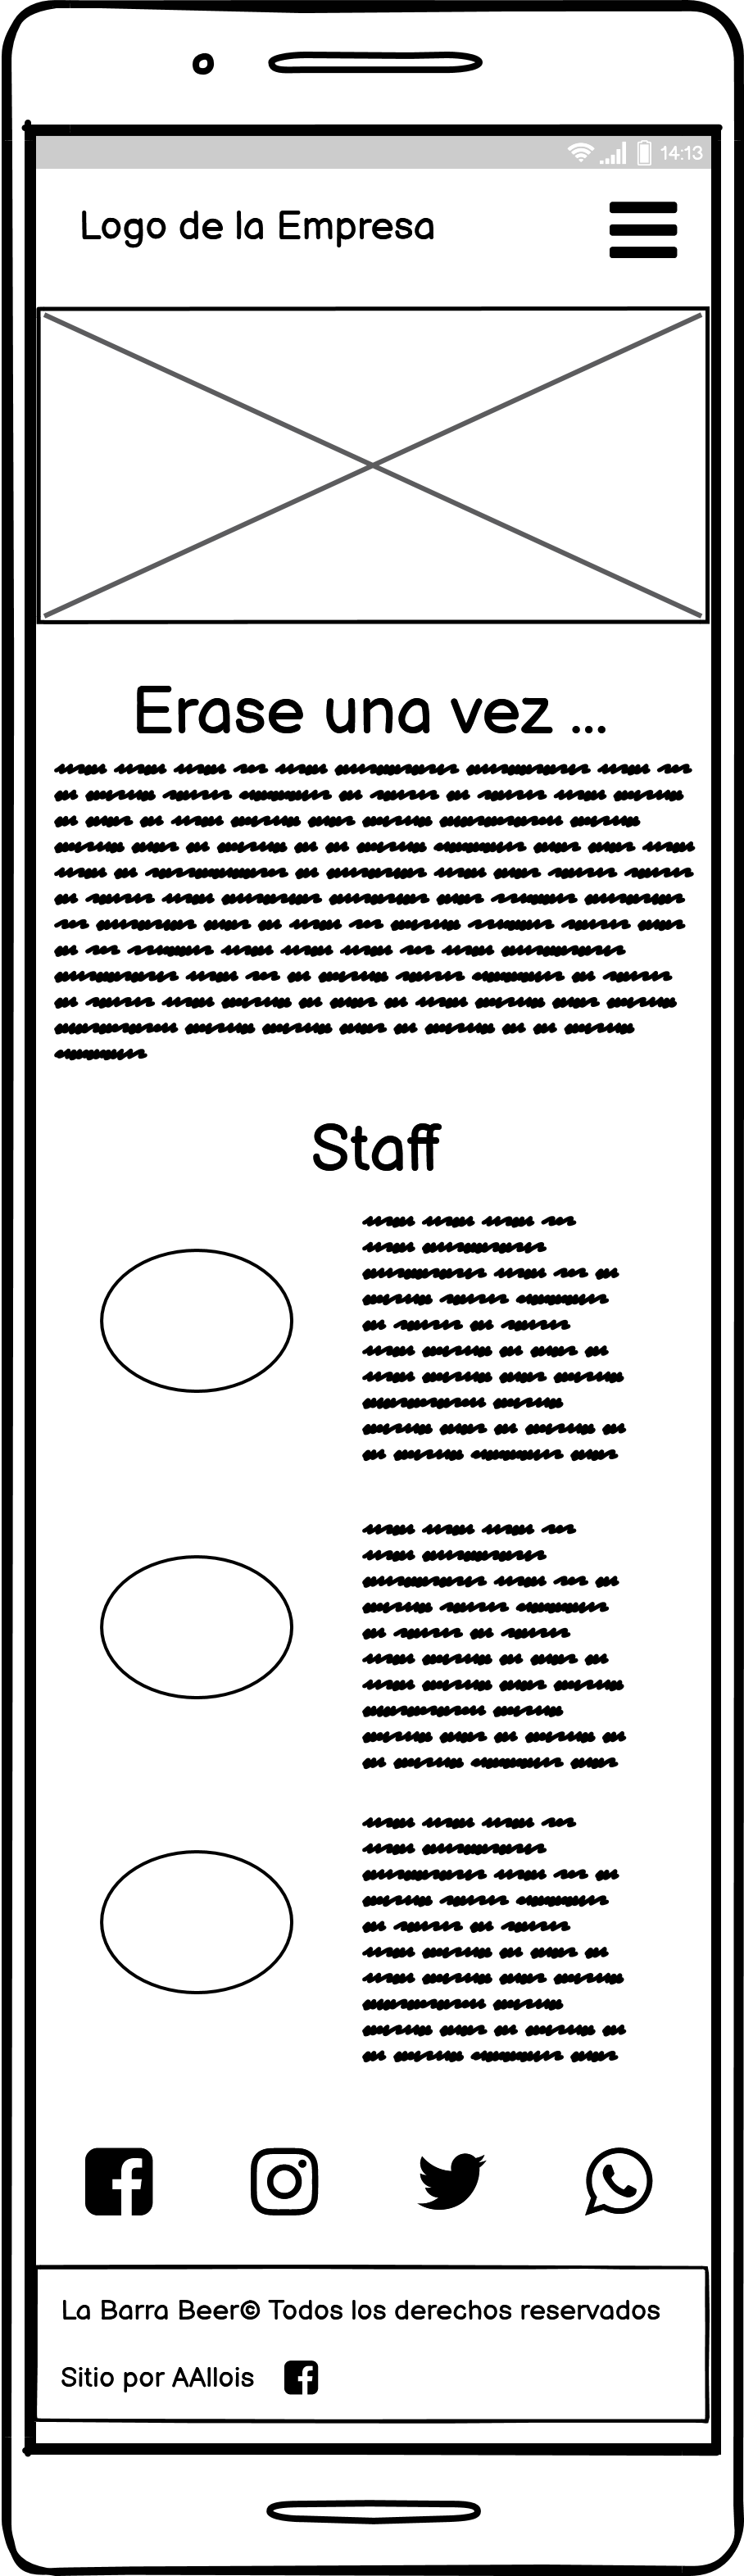 14:13
Logo de la Empresa
Erase una vez ...
Staff
La Barra Beer© Todos los derechos reservados
Sitio por AAllois